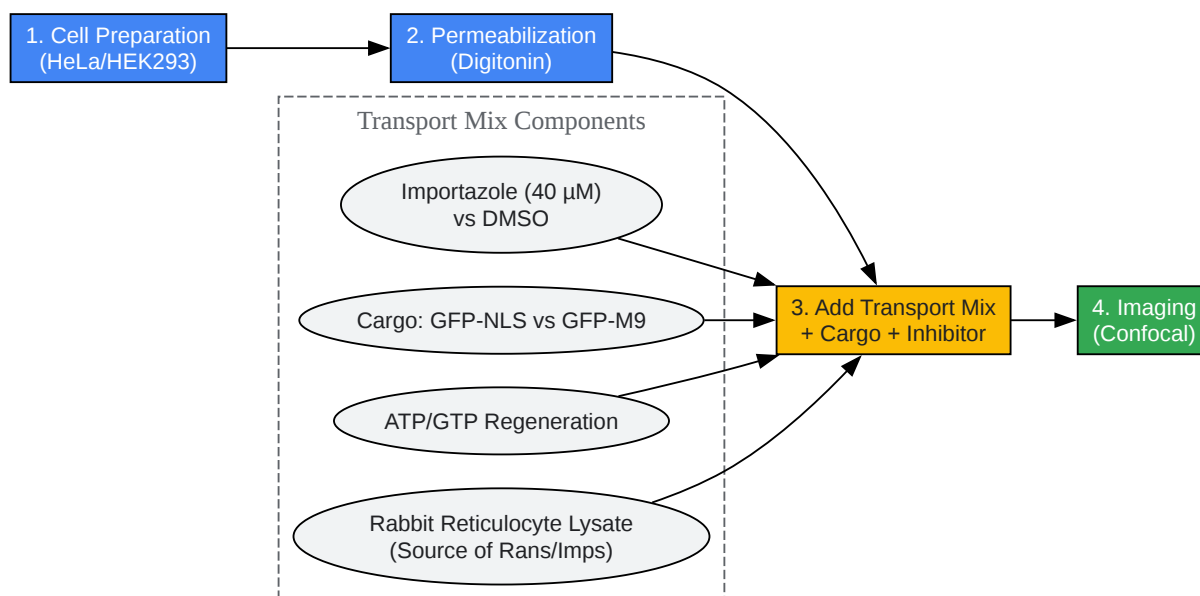 1. Cell Preparation
(HeLa/HEK293)
2. Permeabilization
(Digitonin)
Transport Mix Components
Importazole (40 µM)
vs DMSO
Cargo: GFP-NLS vs GFP-M9
ATP/GTP Regeneration
Rabbit Reticulocyte Lysate
(Source of Rans/Imps)
3. Add Transport Mix
+ Cargo + Inhibitor
4. Imaging
(Confocal)